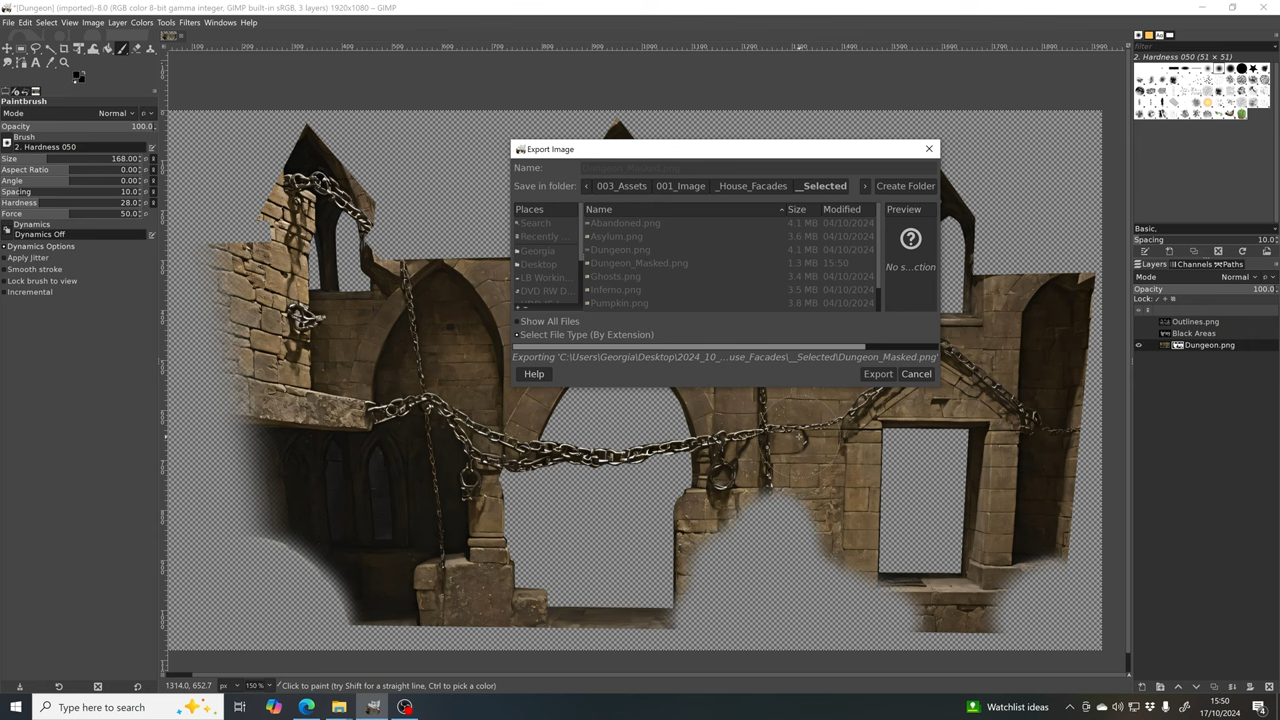 *[Dungeon] (imported)-8.0 (RGB color 8-bit gamma integer, GIMP built-in sRGB, 3 layers) 1920x1080 – GIMP
File Edit Select View Image Layer Colors Tools Filters Windows Help
Paintbrush
Mode Normal
Opacity 100.0
Brush
2. Hardness 050
Size 168.00
Aspect Ratio 0.00
Angle 0.00
Spacing 10.0
Hardness 28.0
Force 50.0
Dynamics
Dynamics Off
Dynamics Options
Apply Jitter
Smooth stroke
Lock brush to view
Incremental
Export Image
Name: Dungeon_Masked.png
Save in folder: 003_Assets 001_Image _House_Facades __Selected Create Folder
Places Name Size Modified Preview
Search Abandoned.png 4.1 MB 04/10/2024
Recently ... Asylum.png 3.6 MB 04/10/2024
Georgia Dungeon.png 4.1 MB 04/10/2024
Desktop Dungeon_Masked.png 1.3 MB 15:50
LB Workin... Ghosts.png 3.4 MB 04/10/2024
DVD RW D... Inferno.png 3.5 MB 04/10/2024
Pumpkin.png 3.8 MB 04/10/2024
No s...ction
Show All Files
Select File Type (By Extension)
Exporting 'C:\Users\Georgia\Desktop\2024_10_...use_Facades\__Selected\Dungeon_Masked.png'
Help Export Cancel
filter
2. Hardness 050 (51 × 51)
Basic,
Spacing 10.0
Layers Channels Paths
Mode Normal
Opacity 100.0
Lock:
Outlines.png
Black Areas
Dungeon.png
1314.0, 652.7 px 150 % Click to paint (try Shift for a straight line, Ctrl to pick a color)
Type here to search
Watchlist ideas
15:50
17/10/2024